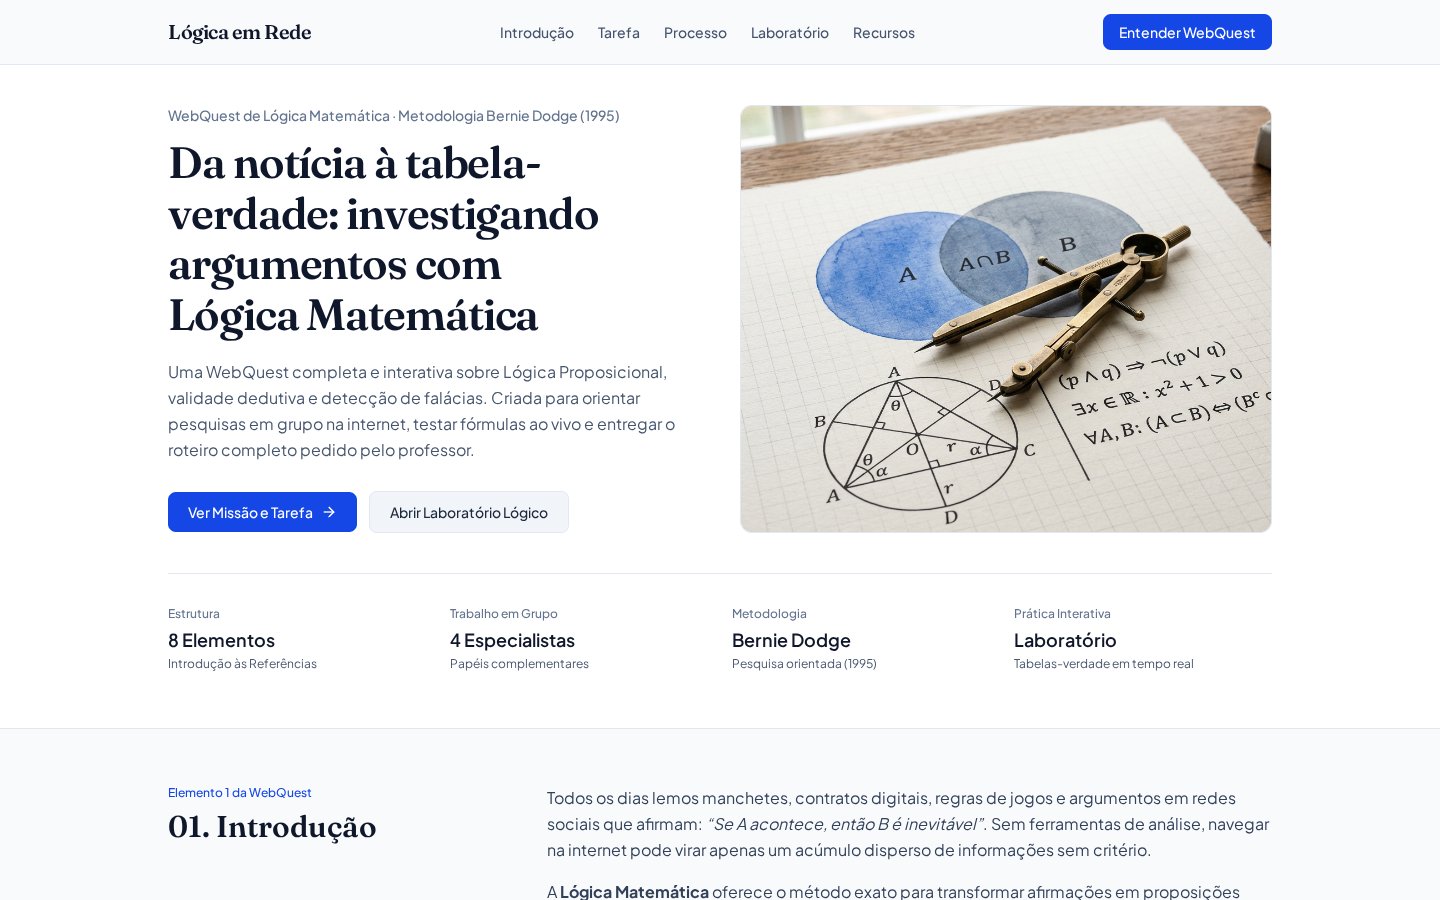 Lógica em Rede
Introdução
Tarefa
Processo
Laboratório
Recursos
Entender WebQuest
WebQuest de Lógica Matemática · Metodologia Bernie Dodge (1995)
Da notícia à tabela-
verdade: investigando
argumentos com
Lógica Matemática
Uma WebQuest completa e interativa sobre Lógica Proposicional,
validade dedutiva e detecção de falácias. Criada para orientar
pesquisas em grupo na internet, testar fórmulas ao vivo e entregar o
roteiro completo pedido pelo professor.
Ver Missão e Tarefa
Abrir Laboratório Lógico
A
A∩B
B
(p ∧ q) ⇒ ¬(p ∨ q)
∃x ∈ ℝ : x² + 1 > 0
∀A, B: (A ⊂ B) ⇔ (Bᶜ ⊂
A
D
B
θ
O
r
α
C
θ
α
A
r
D
Estrutura
8 Elementos
Introdução às Referências
Trabalho em Grupo
4 Especialistas
Papéis complementares
Metodologia
Bernie Dodge
Pesquisa orientada (1995)
Prática Interativa
Laboratório
Tabelas-verdade em tempo real
Elemento 1 da WebQuest
01. Introdução
Todos os dias lemos manchetes, contratos digitais, regras de jogos e argumentos em redes
sociais que afirmam: “Se A acontece, então B é inevitável”. Sem ferramentas de análise, navegar
na internet pode virar apenas um acúmulo disperso de informações sem critério.
A Lógica Matemática oferece o método exato para transformar afirmações em proposições